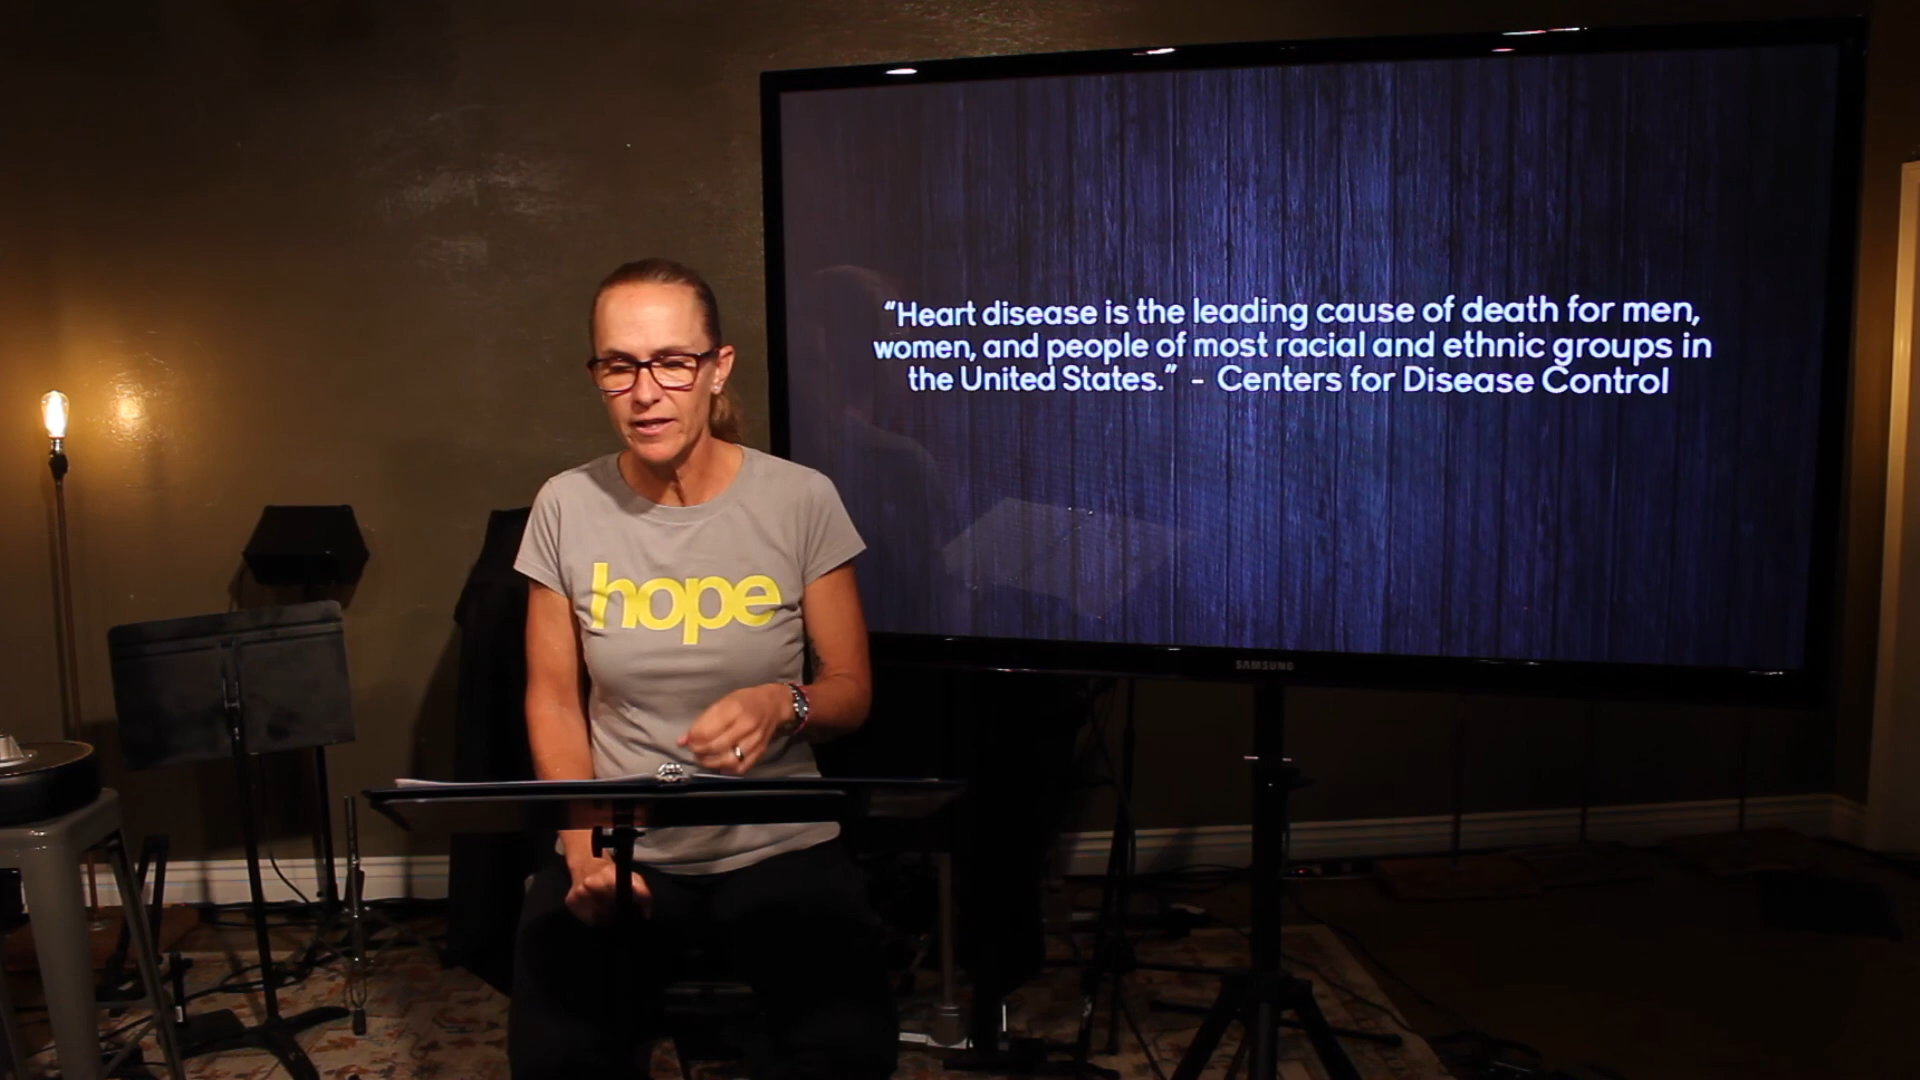 “Heart disease is the leading cause of death for men,
women, and people of most racial and ethnic groups in
the United States.” - Centers for Disease Control
hope
SAMSUNG